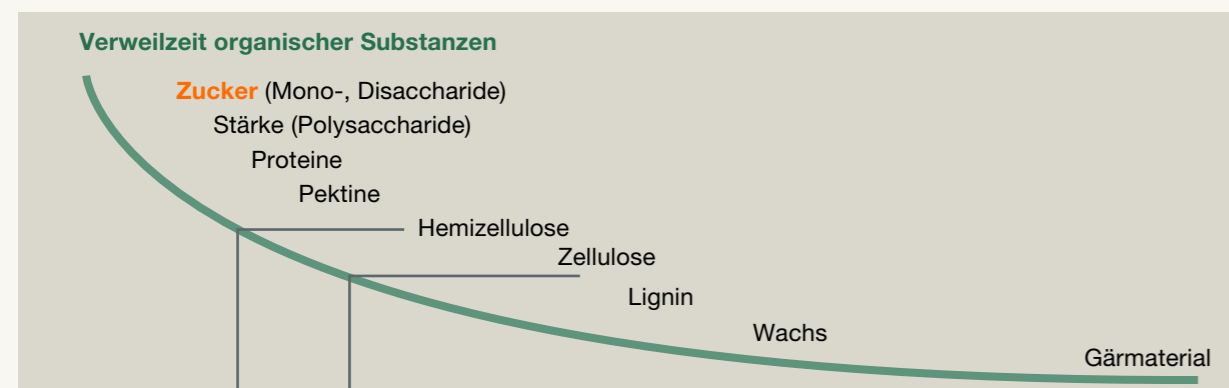 Verweilzeit organischer Substanzen
Zucker (Mono-, Disaccharide)
Stärke (Polysaccharide)
Proteine
Pektine
Hemizellulose
Zellulose
Lignin
Wachs
Gärmaterial